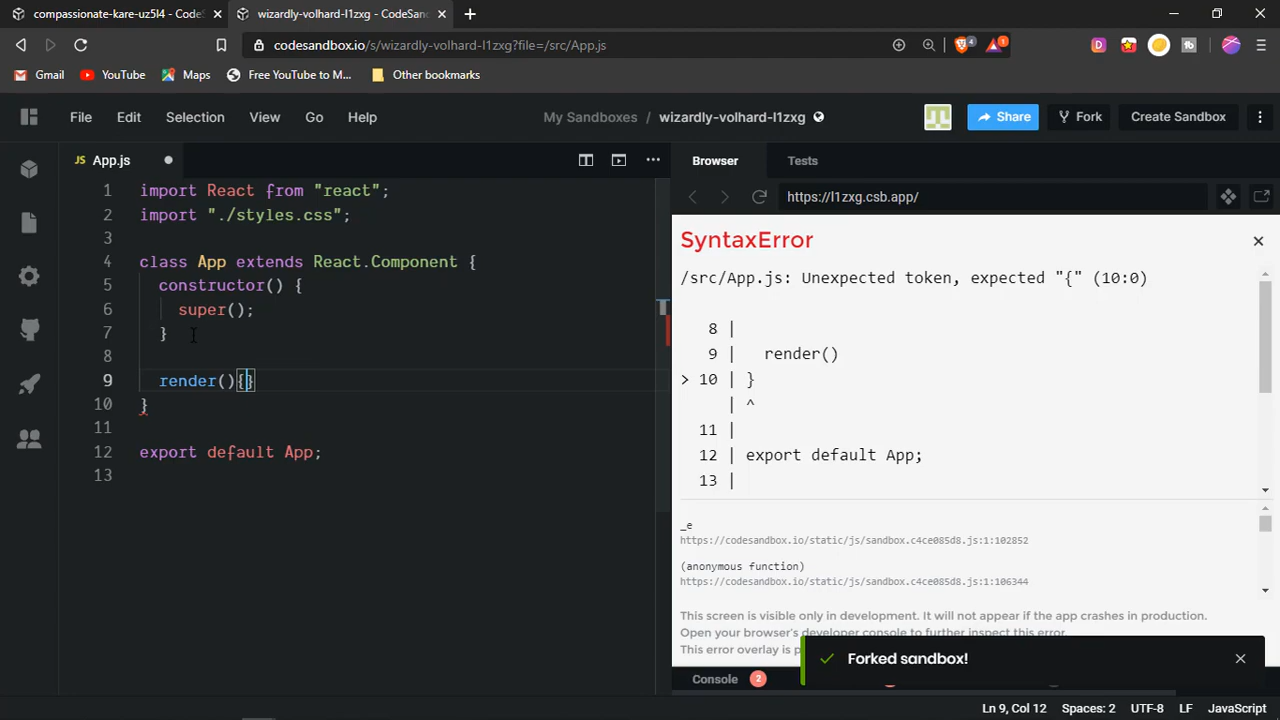 compassionate-kare-uz5l4 - CodeS
wizardly-volhard-l1zxg - CodeSan
codesandbox.io/s/wizardly-volhard-l1zxg?file=/src/App.js
4
1
Gmail
YouTube
Maps
Free YouTube to M...
Other bookmarks
File
Edit
Selection
View
Go
Help
My Sandboxes / wizardly-volhard-l1zxg
Share
Fork
Create Sandbox
JS App.js
Browser
Tests
https://l1zxg.csb.app/
1 import React from "react";
2 import "./styles.css";
3
4 class App extends React.Component {
5 constructor() {
6 super();
7 }
8
9 render(){}
10 }
11
12 export default App;
13
SyntaxError
/src/App.js: Unexpected token, expected "{" (10:0)
8 |
9 | render()
> 10 | }
| ^
11 |
12 | export default App;
13 |
_e
https://codesandbox.io/static/js/sandbox.c4ce085d8.js:1:102852
(anonymous function)
https://codesandbox.io/static/js/sandbox.c4ce085d8.js:1:106344
This screen is visible only in development. It will not appear if the app crashes in production.
Open your browser's developer console to further inspect this error.
This error overlay is
Forked sandbox!
Console 2
Ln 9, Col 12
Spaces: 2
UTF-8
LF
JavaScript